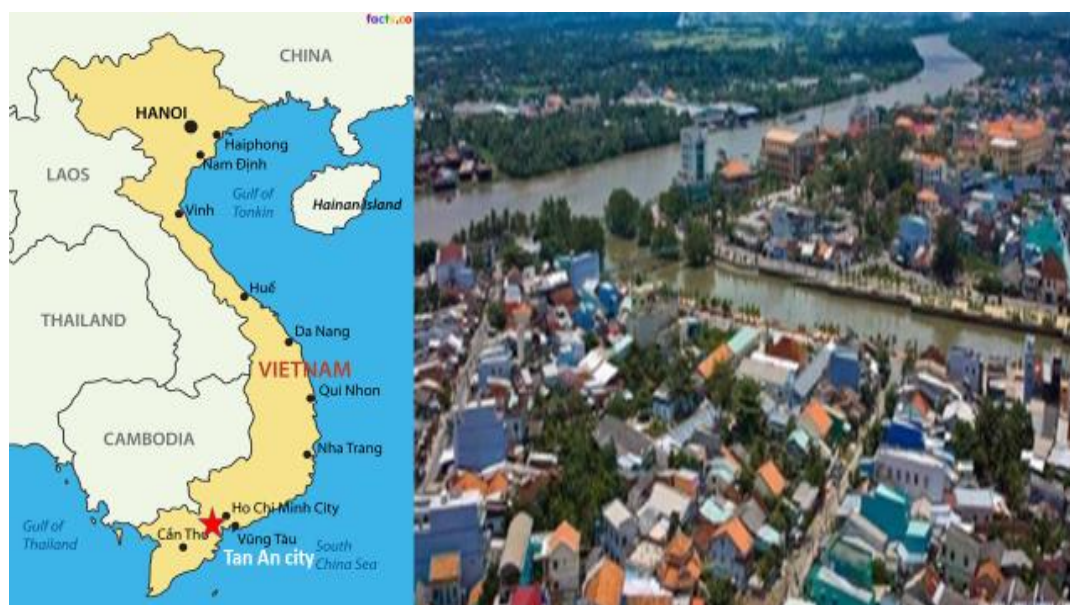 facts.co
CHINA
HANOI
Haiphong
Nam Định
LAOS
Gulf of
Tonkin
Hainan Island
Vinh
Huế
THAILAND
Da Nang
VIETNAM
Qui Nhon
CAMBODIA
Nha Trang
Ho Chi Minh City
Gulf of
Thailand
Cần Thơ
Vũng Tàu
Tan An city
South
China Sea